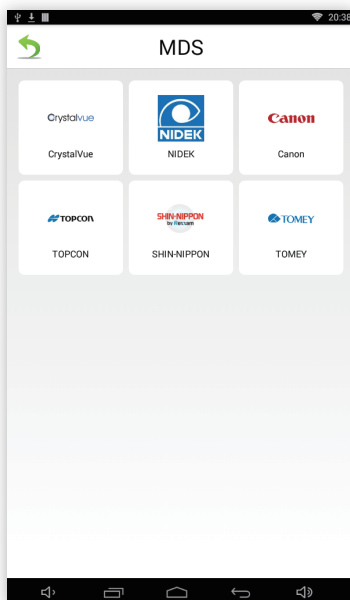 20:38
MDS
Crystalvue
NIDEK
Canon
CrystalVue
NIDEK
Canon
TOPCON
SHIN-NIPPON
by Rexxam
TOMEY
TOPCON
SHIN-NIPPON
TOMEY